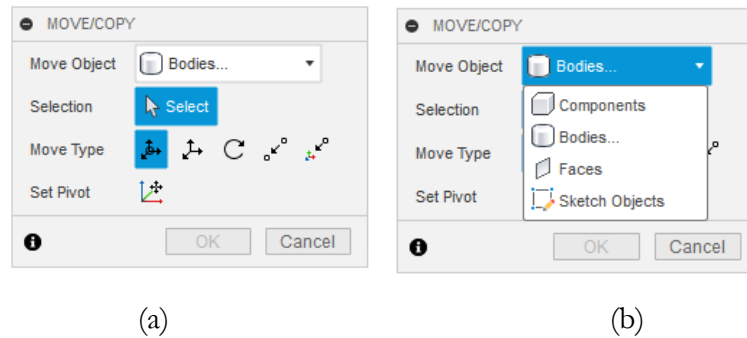 MOVE/COPY
Move Object Bodies...
Selection Select
Move Type
Set Pivot
OK Cancel
(a)
MOVE/COPY
Move Object Bodies...
Components
Selection
Bodies...
Move Type
Faces
Set Pivot
Sketch Objects
OK Cancel
(b)